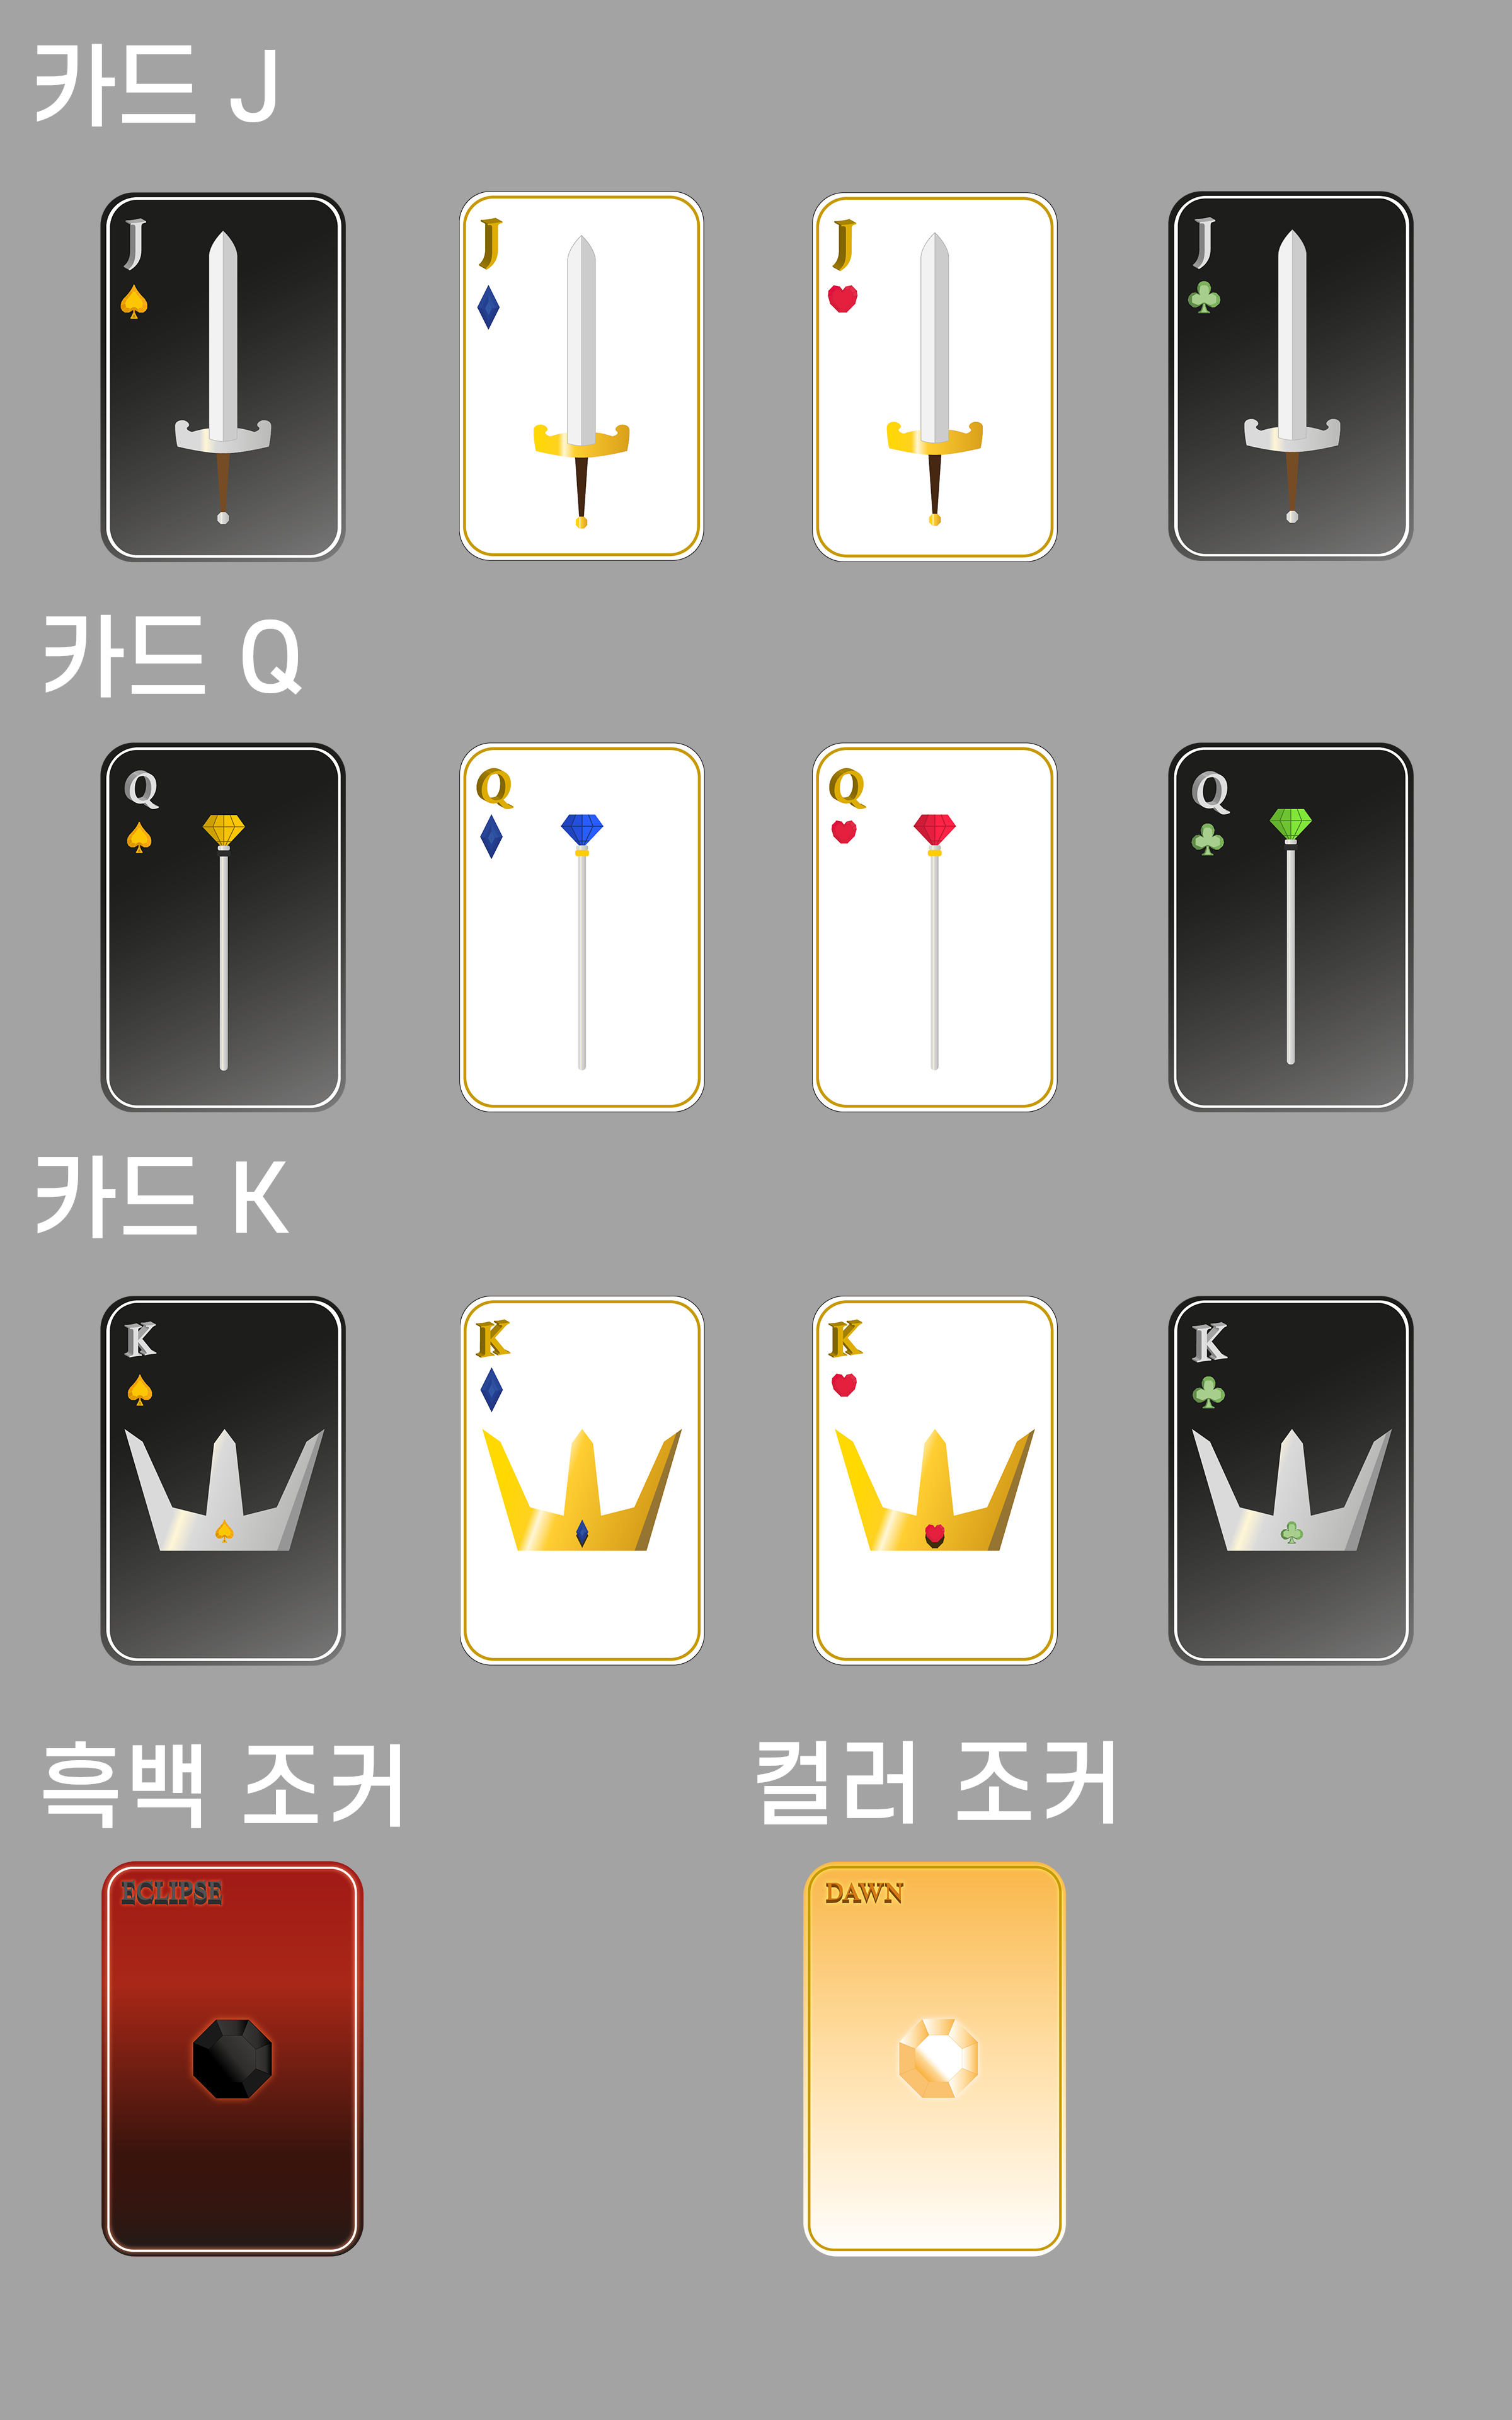 카드 J
J J J J
카드 Q
Q Q Q Q
카드 K
K K K K
흑백 조커 컬러 조커
ECLIPSE DAWN